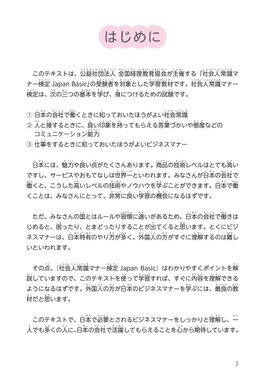 はじめに
このテキストは、公益社団法人 全国経理教育協会が主催する「社会人常識マ
ナー検定 Japan Basic」の受験者を対象とした学習教材です。社会人常識マナー
検定は、次の三つの基本を学び、身につけるための試験です。
① 日本の会社で働くときに知っておいたほうがよい社会常識
② 人と接するときに、良い印象を持ってもらえる言葉づかいや態度などの
コミュニケーション能力
③ 仕事をするときに知っておいたほうがよいビジネスマナー
日本には、魅力や良い点がたくさんあります。商品の技術レベルはとても高い
ですし、サービスやおもてなしは世界一といわれます。みなさんが日本の会社で
働くと、こうした高いレベルの技術やノウハウを学ぶことができます。日本で働
くことは、みなさんにとって、非常に良い学習の機会になるはずです。
ただ、みなさんの国とはルールや習慣に違いがあるため、日本の会社で働きは
じめると、困ったり、とまどったりすることが出てくると思います。とくにビジ
ネスマナーは、日本特有のやり方が多く、外国人の方がすぐに理解するのは難し
いといわれます。
その点、「社会人常識マナー検定 Japan Basic」はわかりやすくポイントを解
説していますので、このテキストを使って学習すれば、すぐに内容を理解できる
ようになるはずです。外国人の方が日本のビジネスマナーを学ぶには、最良の教
材だと思います。
このテキストで、日本で必要とされるビジネスマナーをしっかりと理解し、一
人でも多くの人に、日本の会社で活躍してもらえることを心から期待しています。
3